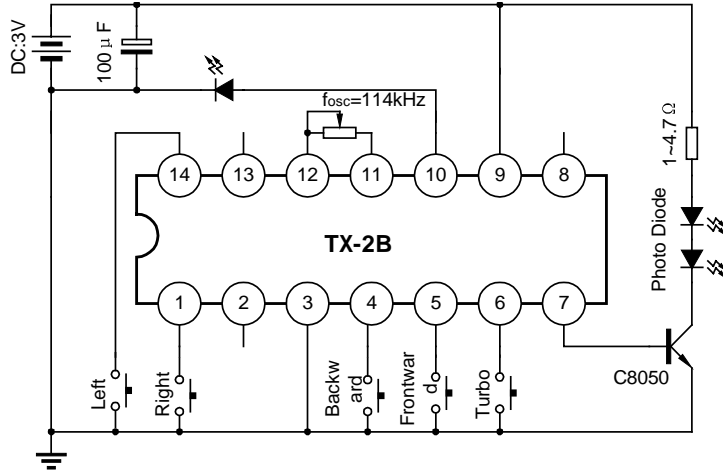 DC:3V
100 μ F
fosc=114kHz
1~4.7 Ω
14
13
12
11
10
9
8
TX-2B
Photo Diode
1
2
3
4
5
6
7
Left
Right
Backw
ard
Frontwar
d
Turbo
C8050